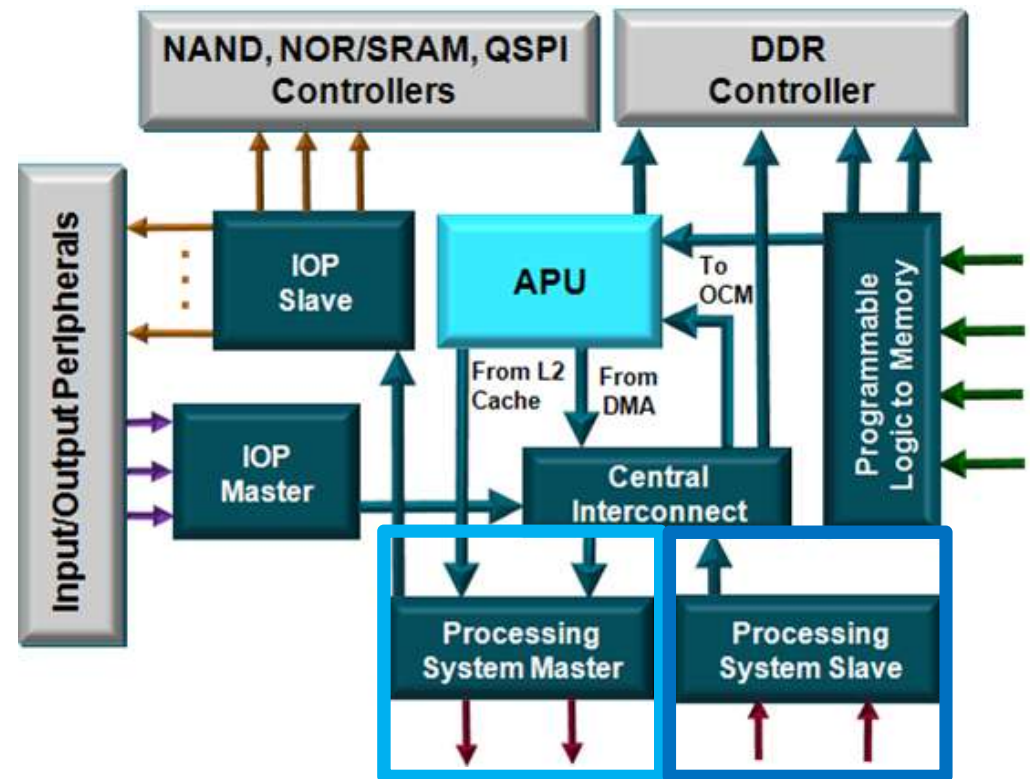 NAND, NOR/SRAM, QSPI
Controllers
DDR
Controller
Input/Output Peripherals
IOP
Slave
APU
To
OCM
Programmable
Logic to Memory
From L2
Cache
From
DMA
IOP
Master
Central
Interconnect
Processing
System Master
Processing
System Slave